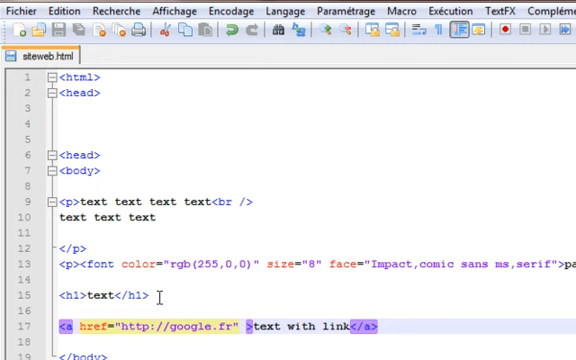 Fichier Edition Recherche Affichage Encodage Langage Paramétrage Macro Exécution TextFX Compléme
siteweb.html
1 <html>
2 <head>
3
4
5
6 <head>
7 <body>
8
9 <p>text text text text<br />
10 text text text
11
12 </p>
13 <p><font color="rgb(255,0,0)" size="8" face="Impact,comic sans ms,serif">pa
14
15 <h1>text</h1>
16
17 <a href="http://google.fr" >text with link</a>
18
19 </body>